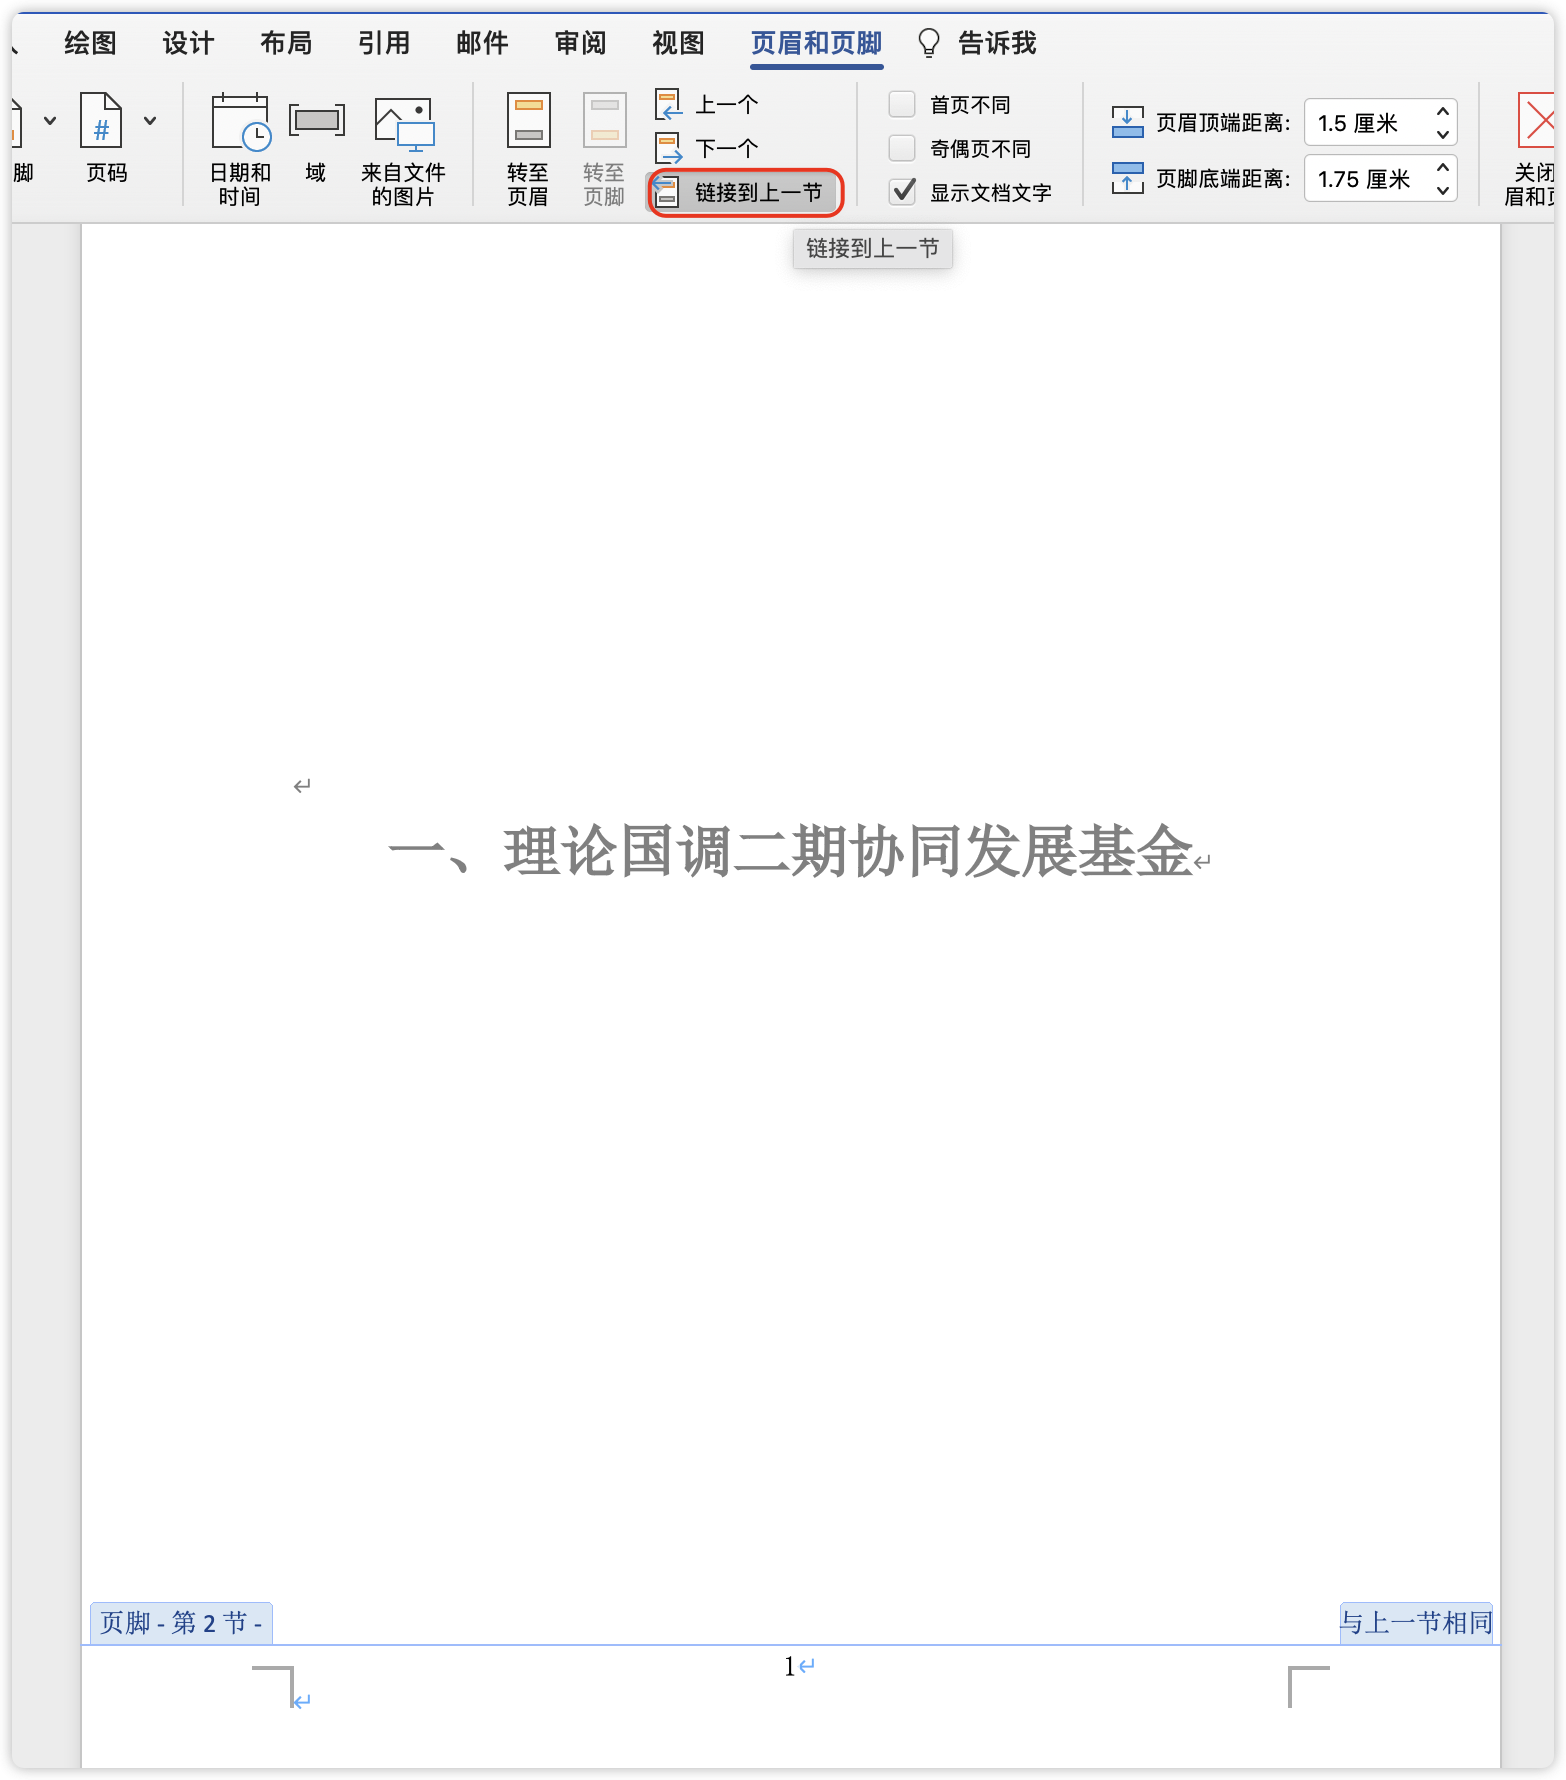 绘图 设计 布局 引用 邮件 审阅 视图 页眉和页脚 告诉我
脚
# 页码
日期和
时间
域
来自文件
的图片
转至
页眉
转至
页脚
上一个
下一个
链接到上一节
首页不同
奇偶页不同
显示文档文字
页眉顶端距离: 1.5 厘米
页脚底端距离: 1.75 厘米
关闭
眉和页
链接到上一节
一、理论国调二期协同发展基金
页脚 - 第 2 节 -
与上一节相同
1